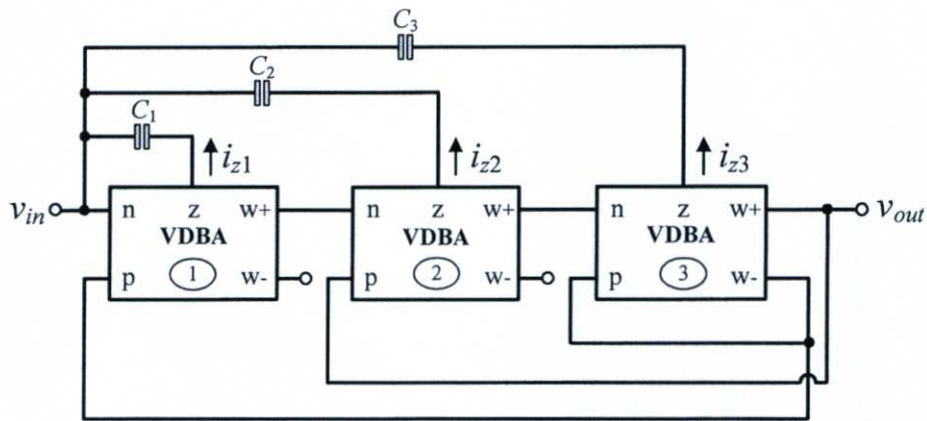 C3
C2
C1
iz1
iz2
iz3
vin
n z w+
VDBA
1
p w-
n z w+
VDBA
2
p w-
n z w+
VDBA
3
p w-
vout